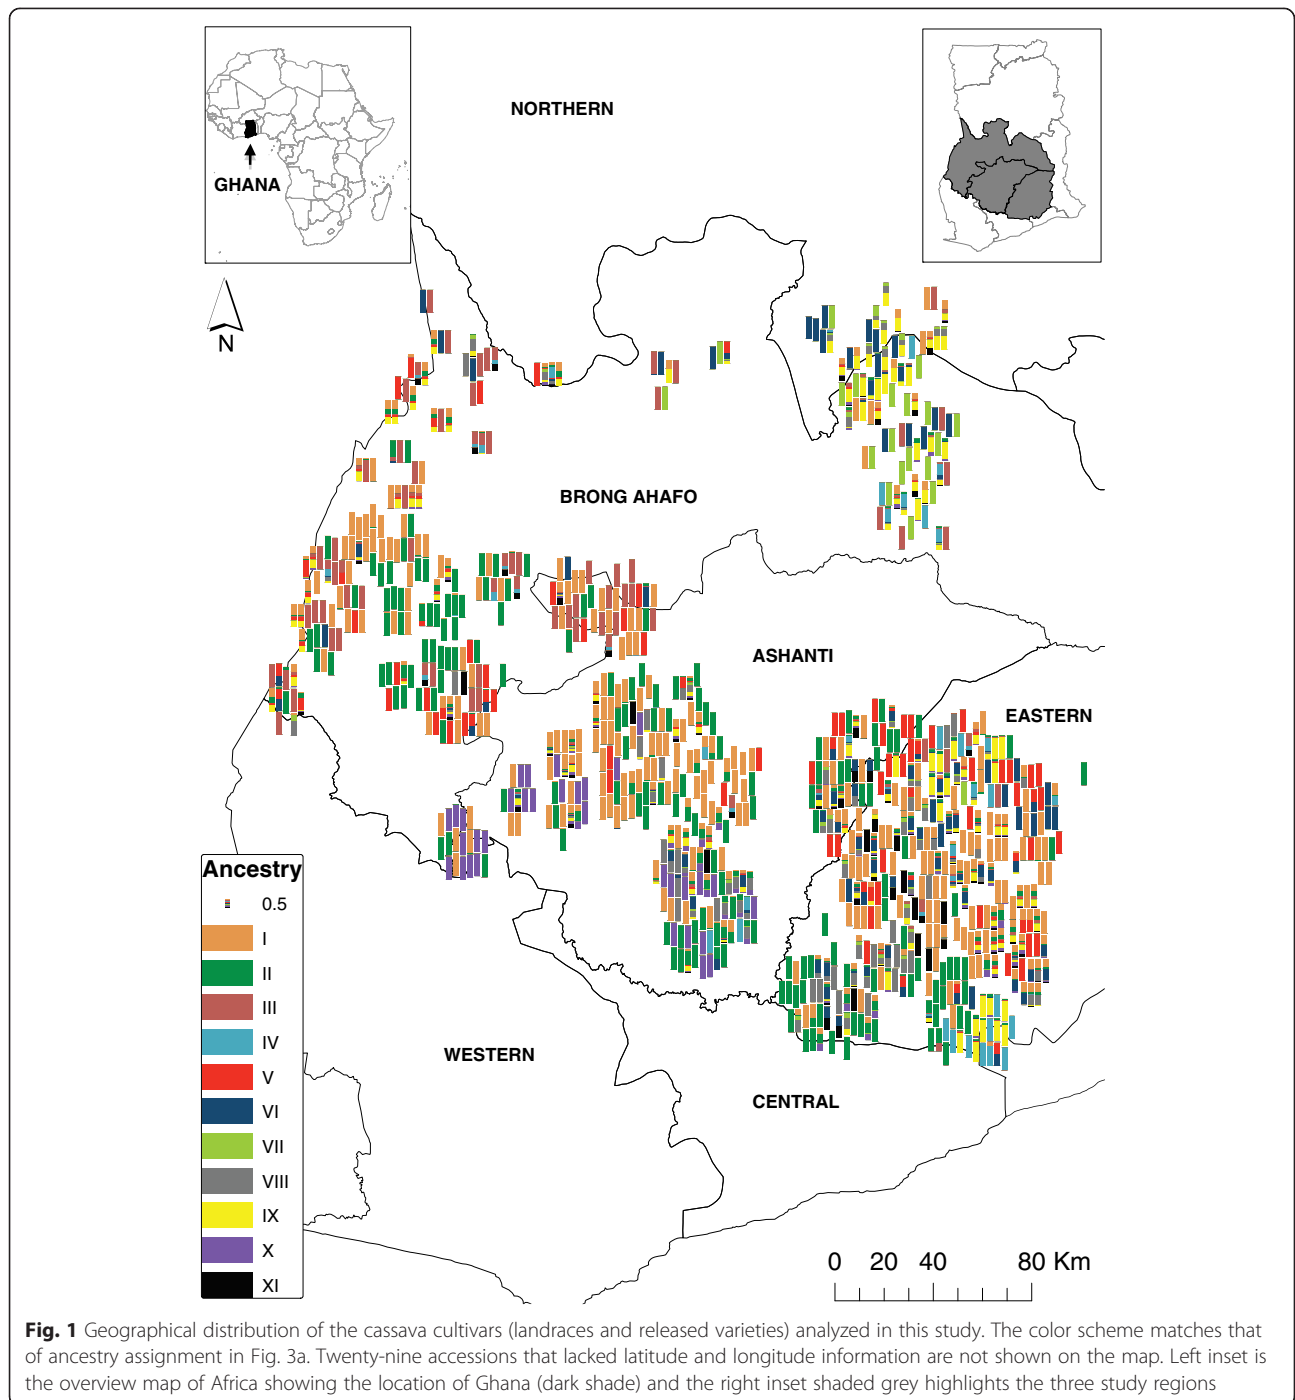 NORTHERN
GHANA
N
BRONG AHAFO
ASHANTI
EASTERN
Ancestry
0.5
I
II
III
IV
V
VI
VII
VIII
IX
X
XI
WESTERN
CENTRAL
0 20 40 80 Km
Fig. 1 Geographical distribution of the cassava cultivars (landraces and released varieties) analyzed in this study. The color scheme matches that
of ancestry assignment in Fig. 3a. Twenty-nine accessions that lacked latitude and longitude information are not shown on the map. Left inset is
the overview map of Africa showing the location of Ghana (dark shade) and the right inset shaded grey highlights the three study regions